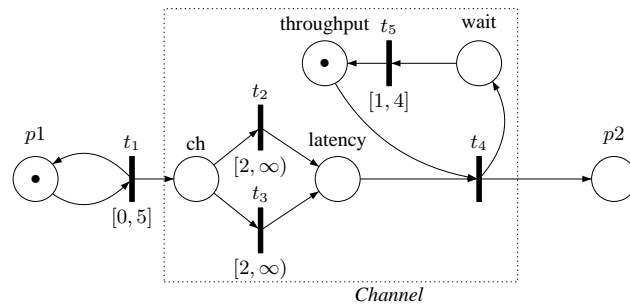 throughput
t5
wait
[1, 4]
t2
p1
t1
ch
latency
t4
p2
[2, ∞)
t3
[0, 5]
[2, ∞)
Channel